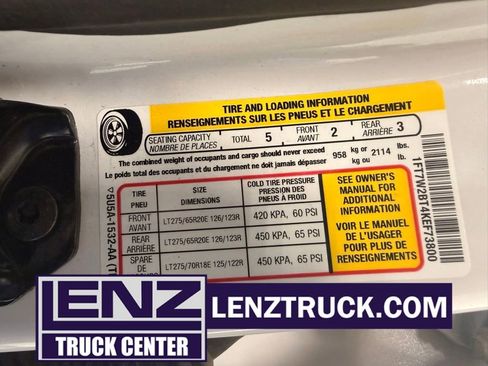 TIRE AND LOADING INFORMATION
RENSEIGNEMENTS SUR LES PNEUS ET LE CHARGEMENT
SEATING CAPACITY
NOMBRE DE PLACES
TOTAL 5
FRONT
AVANT 2
REAR
ARRIÈRE 3
The combined weight of occupants and cargo should never exceed 958 kg or 2114 lbs.
Le poids total des occupants et du chargement ne doit jamais dépasser kg ou lb.
TIRE
PNEU
SIZE
DIMENSIONS
COLD TIRE PRESSURE
PRESSION DES
PNEUS À FROID
FRONT
AVANT
LT275/65R20E 126/123R
420 KPA, 60 PSI
REAR
ARRIÈRE
LT275/65R20E 126/123R
450 KPA, 65 PSI
SPARE
DE
LT275/70R18E 125/122R
450 KPA, 65 PSI
SEE OWNER'S
MANUAL FOR
ADDITIONAL
INFORMATION
VOIR LE MANUEL
DE L'USAGER
POUR PLUS DE
RENSEIGNEMENTS
5U5A-1532-AA
1FT7W2BT3KEF73800
LENZ
TRUCK CENTER
LENZTRUCK.COM